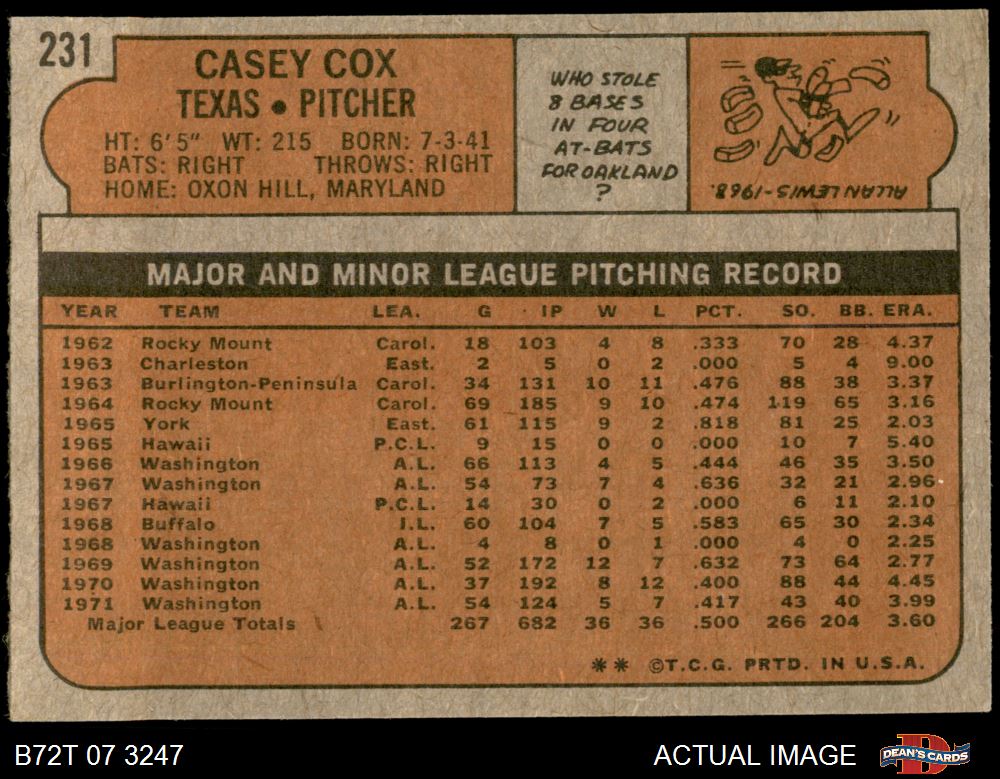 231
CASEY COX
TEXAS • PITCHER
HT: 6'5" WT: 215 BORN: 7-3-41
BATS: RIGHT THROWS: RIGHT
HOME: OXON HILL, MARYLAND
WHO STOLE
8 BASES
IN FOUR
AT-BATS
FOR OAKLAND
?
ALLAN LEWIS-1968.
MAJOR AND MINOR LEAGUE PITCHING RECORD
YEAR TEAM LEA. G IP W L PCT. SO. BB. ERA.
1962 Rocky Mount Carol. 18 103 4 8 .333 70 28 4.37
1963 Charleston East. 2 5 0 2 .000 5 4 9.00
1963 Burlington-Peninsula Carol. 34 131 10 11 .476 88 38 3.37
1964 Rocky Mount Carol. 69 185 9 10 .474 119 65 3.16
1965 York East. 61 115 9 2 .818 81 25 2.03
1965 Hawaii P.C.L. 9 15 0 0 .000 10 7 5.40
1966 Washington A.L. 66 113 4 5 .444 46 35 3.50
1967 Washington A.L. 54 73 7 4 .636 32 21 2.96
1967 Hawaii P.C.L. 14 30 0 2 .000 6 11 2.10
1968 Buffalo I.L. 60 104 7 5 .583 65 30 2.34
1968 Washington A.L. 4 8 0 1 .000 4 0 2.25
1969 Washington A.L. 52 172 12 7 .632 73 64 2.77
1970 Washington A.L. 37 192 8 12 .400 88 44 4.45
1971 Washington A.L. 54 124 5 7 .417 43 40 3.99
Major League Totals 267 682 36 36 .500 266 204 3.60
** ©T.C.G. PRTD. IN U.S.A.
B72T 07 3247 ACTUAL IMAGE D DEAN'S CARDS